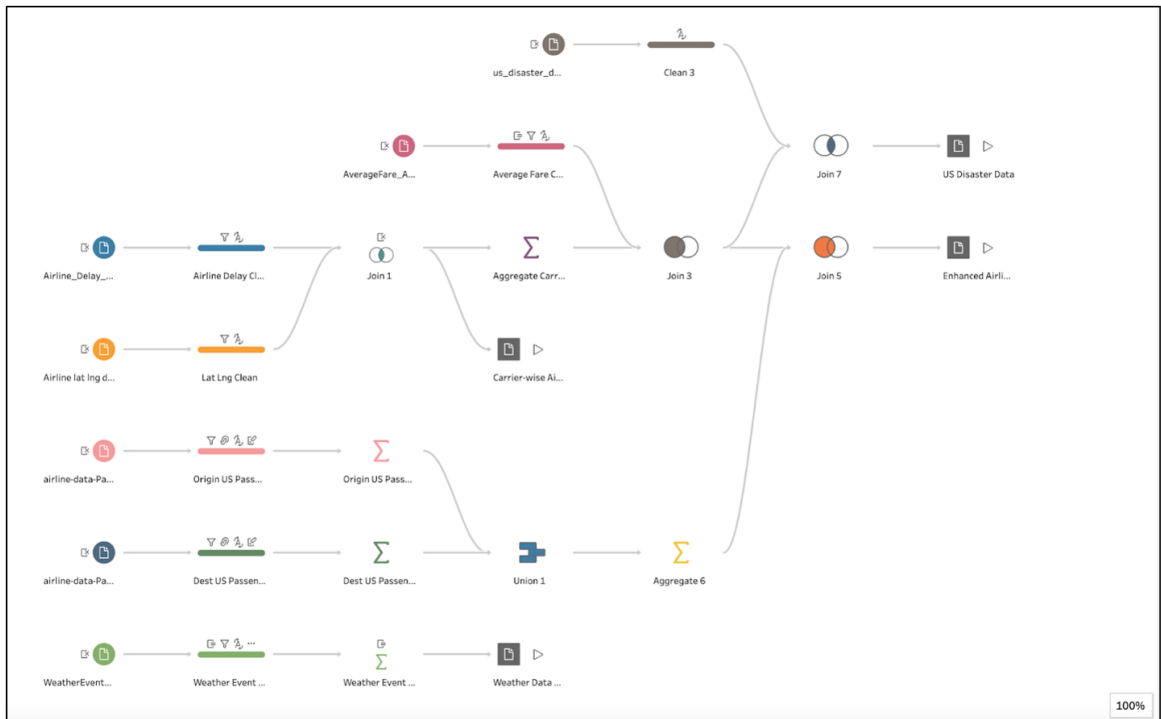 us_disaster_d...
Clean 3
AverageFare_A...
Average Fare C...
Join 7
US Disaster Data
Airline_Delay_...
Airline Delay Cl...
Join 1
Aggregate Carr...
Join 3
Join 5
Enhanced Airli...
Airline lat lng d...
Lat Lng Clean
Carrier-wise Ai...
airline-data-Pa...
Origin US Pass...
Origin US Pass...
airline-data-Pa...
Dest US Passen...
Dest US Passen...
Union 1
Aggregate 6
WeatherEvent...
Weather Event ...
Weather Event ...
Weather Data ...
100%